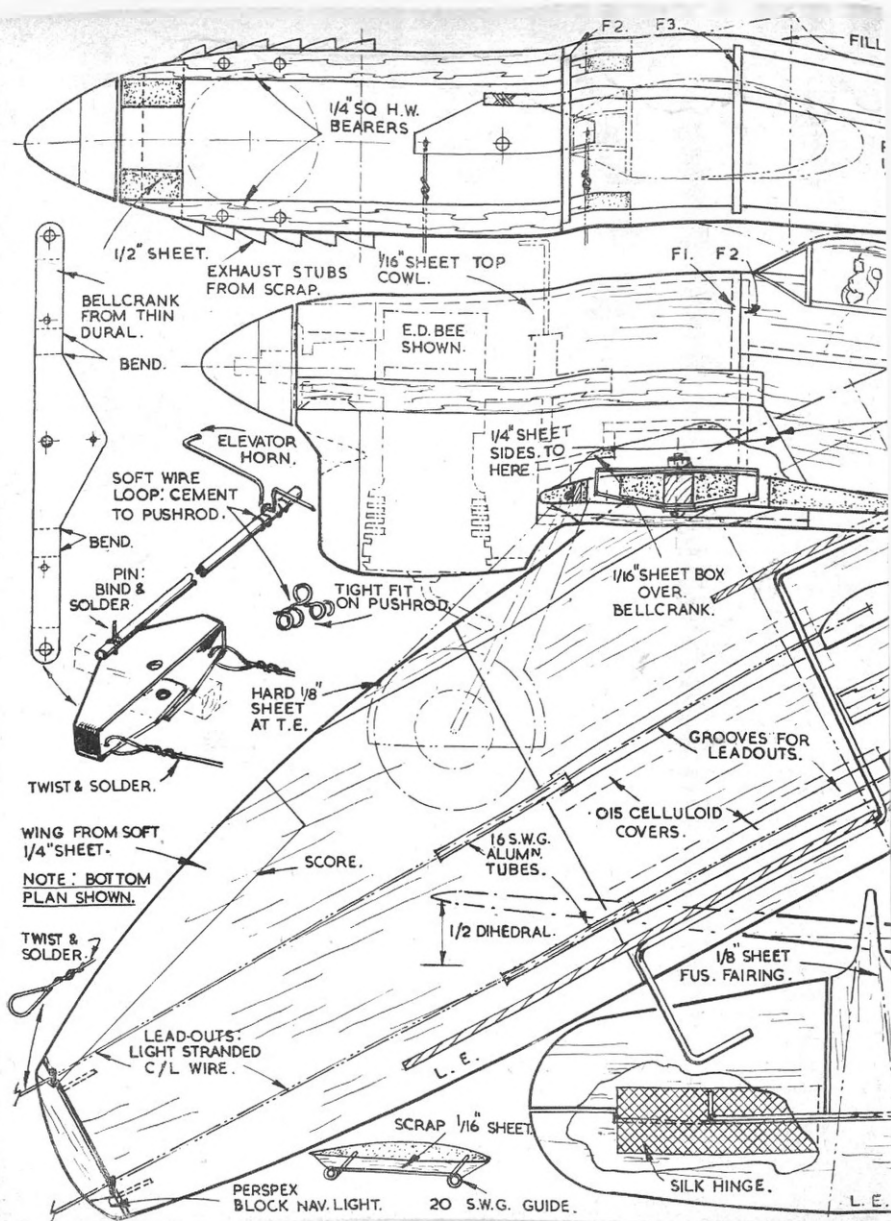 F2. F3
FILL
1/4" SQ H.W.
BEARERS
1/2" SHEET.
EXHAUST STUBS
FROM SCRAP.
1/16" SHEET TOP
COWL.
F1. F2.
BELLCRANK
FROM THIN
DURAL.
BEND.
E.D. BEE
SHOWN.
ELEVATOR
HORN.
1/4" SHEET
SIDES TO
HERE
SOFT WIRE
LOOP: CEMENT
TO PUSHROD.
BEND.
PIN:
BIND &
SOLDER
TIGHT FIT
ON PUSHROD
1/16" SHEET BOX
OVER
BELLCRANK.
HARD 1/8"
SHEET
AT T.E.
GROOVES FOR
LEADOUTS.
TWIST & SOLDER.
·015 CELLULOID
COVERS.
WING FROM SOFT
1/4" SHEET.
SCORE.
16 S.W.G.
ALUMN.
TUBES.
NOTE: BOTTOM
PLAN SHOWN.
1/2 DIHEDRAL.
TWIST &
SOLDER.
1/8" SHEET
FUS. FAIRING.
LEAD-OUTS:
LIGHT STRANDED
C/L WIRE.
L.E.
SCRAP 1/16" SHEET
PERSPEX
BLOCK NAV. LIGHT.
20 S.W.G. GUIDE.
SILK HINGE.
L.E.